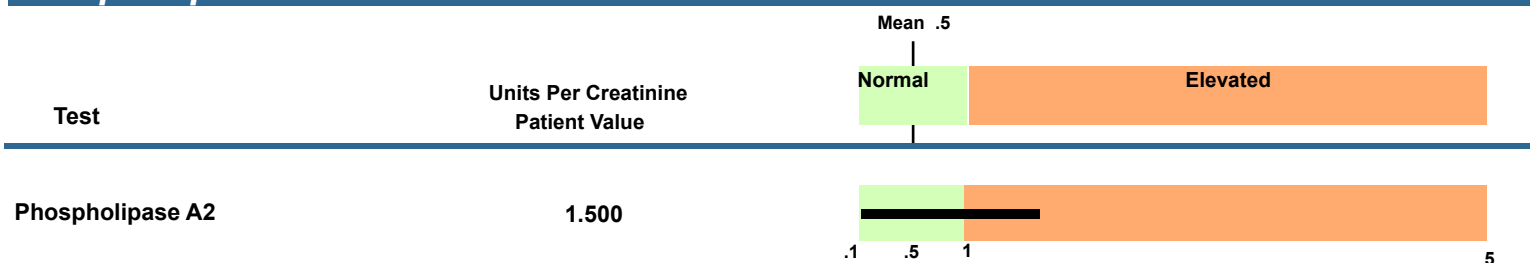 Mean .5
Normal Elevated
Test
Units Per Creatinine
Patient Value
Phospholipase A2 1.500
.1 .5 1 5